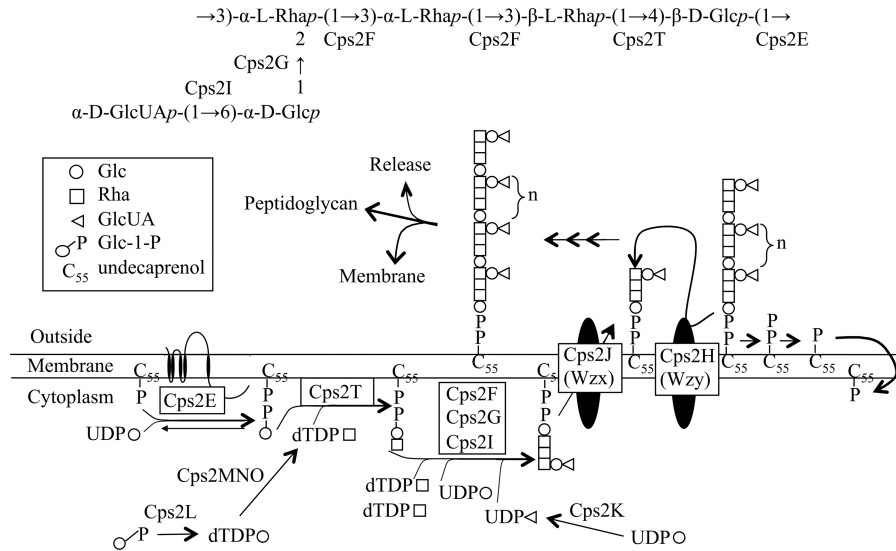 →3)-α-L-Rhap-(1→3)-α-L-Rhap-(1→3)-β-L-Rhap-(1→4)-β-D-Glcp-(1→
2 Cps2F Cps2F Cps2T Cps2E
Cps2G ↑
Cps2I 1
α-D-GlcUAp-(1→6)-α-D-Glcp
Glc
Rha
GlcUA
P Glc-1-P
C55 undecaprenol
Release
Peptidoglycan
Membrane
n
n
Outside
Membrane
Cytoplasm
C55
P
Cps2E
UDP
C55
P
P
Cps2T
dTDP
C55
P
P
Cps2F
Cps2G
Cps2I
P
P
C55
C55
P
P
Cps2J
(Wzx)
P
P
C55
Cps2H
(Wzy)
P
P
C55
P
P
C55
P
C55
C55
P
dTDP
dTDP
UDP
UDP
Cps2K
UDP
Cps2MNO
Cps2L
P
dTDP